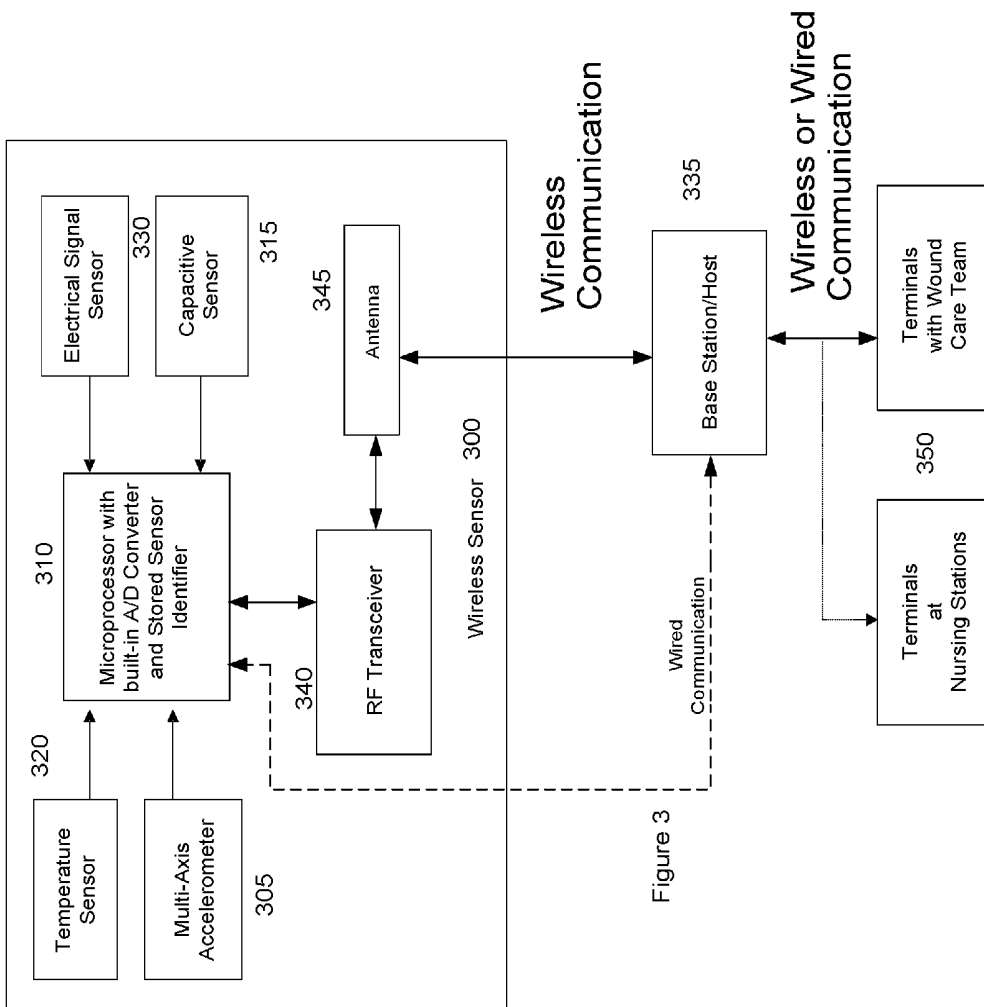 Temperature
Sensor
320
Multi-Axis
Accelerometer
305
310
Microprocessor with
built-in A/D Converter
and Stored Sensor
Identifier
Electrical Signal
Sensor
330
Capacitive
Sensor
315
340
RF Transceiver
345
Antenna
Wireless Sensor 300
Wireless
Communication
Wired
Communication
335
Base Station/Host
Wireless or Wired
Communication
Terminals
at
Nursing Stations
350
Terminals
with Wound
Care Team
Figure 3